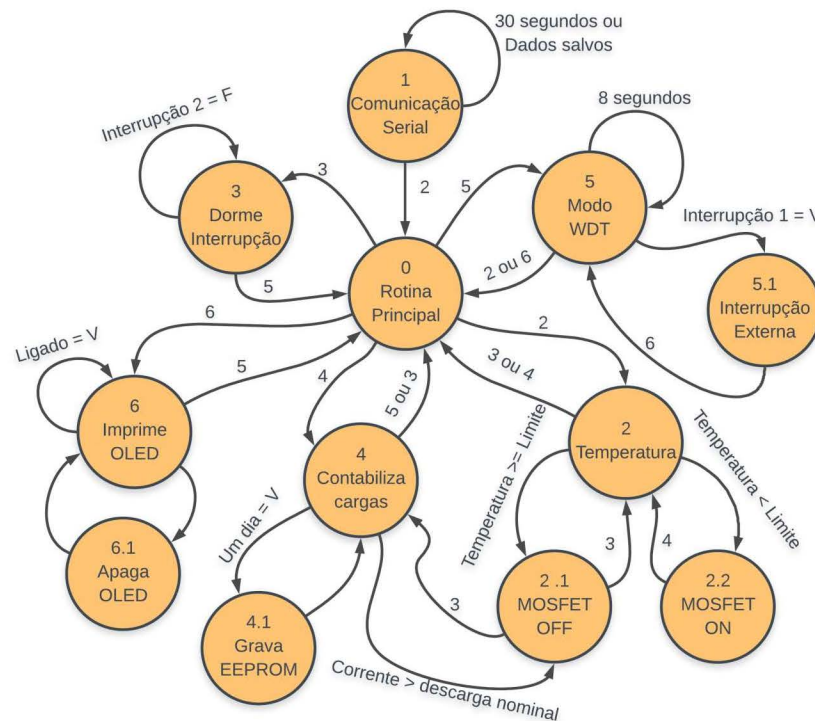 30 segundos ou
Dados salvos
1
Comunicação
Serial
2
8 segundos
5
Modo
WDT
Interrupção 1 = V
5.1
Interrupção
Externa
6
2 ou 6
5
Interrupção 2 = F
3
Dorme
Interrupção
3
5
0
Rotina
Principal
6
5
Ligado = V
6
Imprime
OLED
6.1
Apaga
OLED
4
5 ou 3
4
Contabiliza
cargas
Um dia = V
4.1
Grava
EEPROM
Corrente > descarga nominal
3
2
3 ou 4
2
Temperatura
Temperatura >= Limite
Temperatura < Limite
3
4
2 .1
MOSFET
OFF
2.2
MOSFET
ON